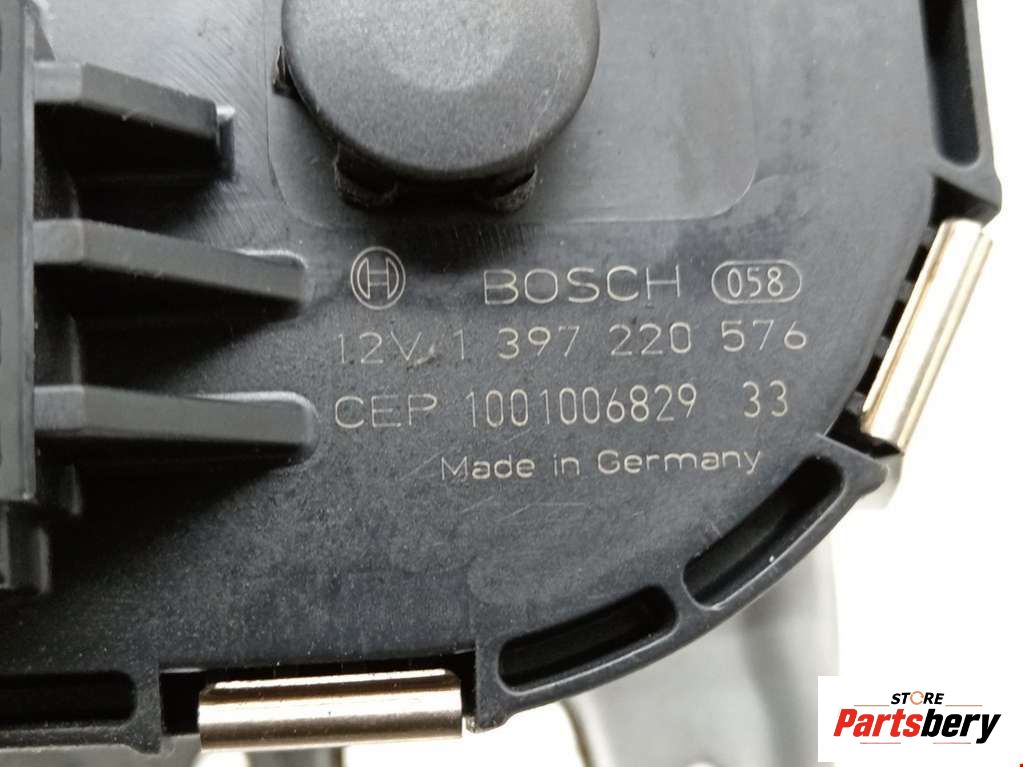 BOSCH 058
12V 1 397 220 576
CEP 1001006829 33
Made in Germany
STORE
Partsbery